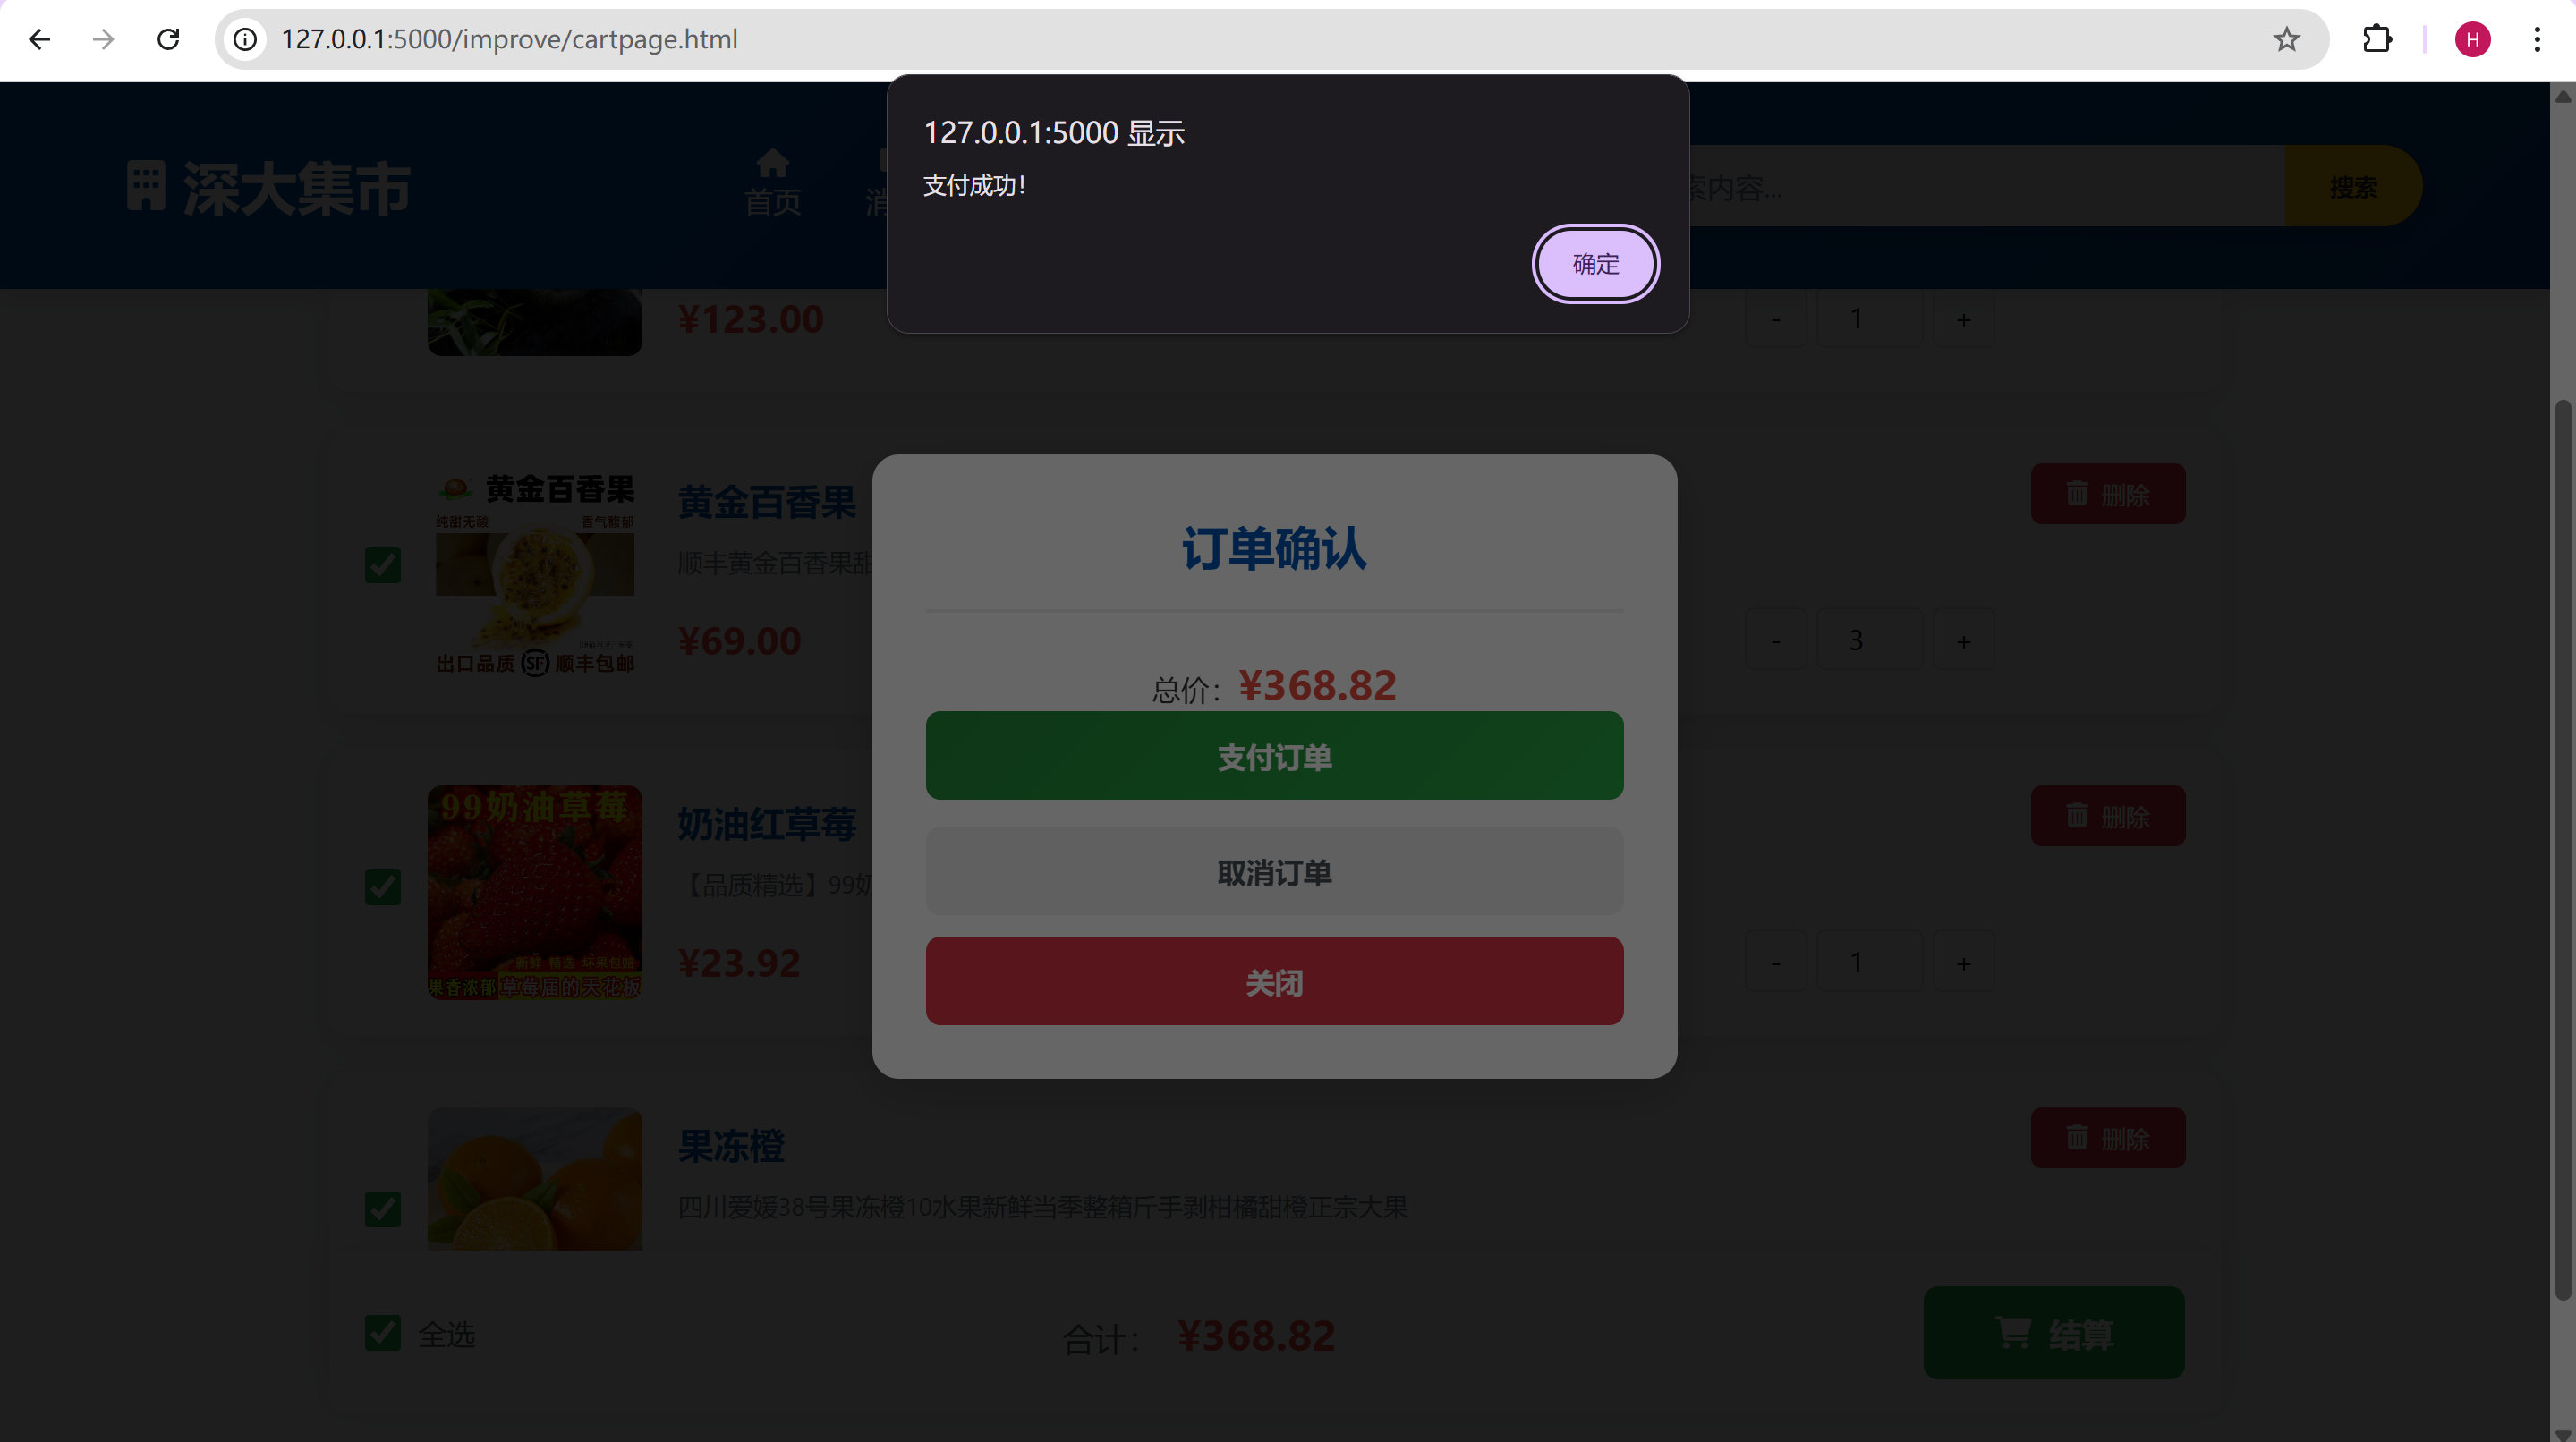 127.0.0.1:5000/improve/cartpage.html
H
127.0.0.1:5000 显示
支付成功！
确定
深大集市
首页
消
索内容...
搜索
¥123.00
- 1 +
黄金百香果
纯甜无酸 香气馥郁
出口品质 SF 顺丰包邮
黄金百香果
顺丰黄金百香果甜
¥69.00
删除
- 3 +
订单确认
总价：¥368.82
支付订单
取消订单
关闭
99奶油草莓
新鲜 精选 坏果包赔
果香浓郁 草莓届的天花板
奶油红草莓
【品质精选】99奶
¥23.92
删除
- 1 +
果冻橙
四川爱媛38号果冻橙10水果新鲜当季整箱斤手剥柑橘甜橙正宗大果
删除
全选
合计： ¥368.82
结算